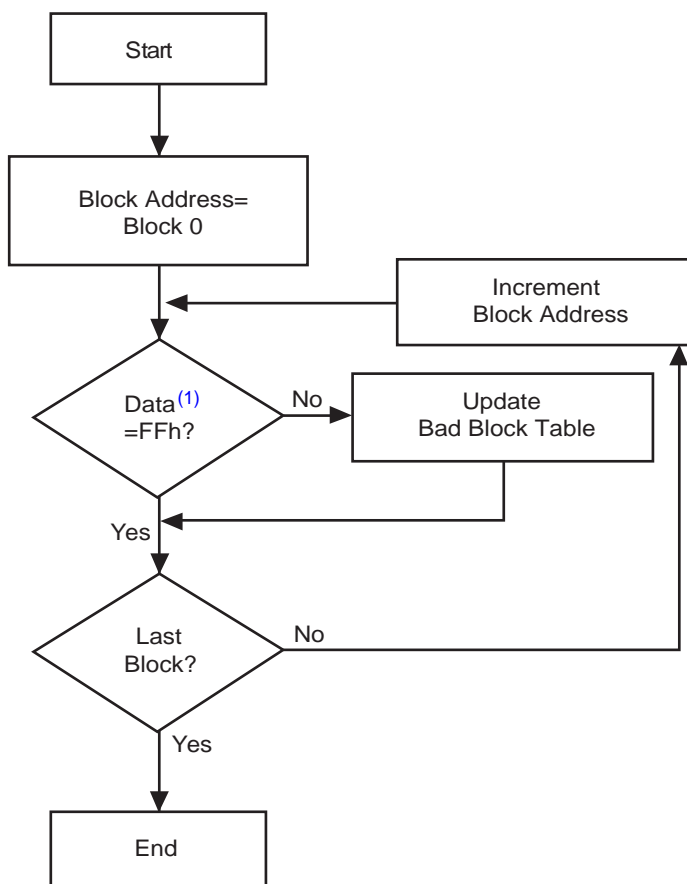 Start
Block Address=
Block 0
Increment
Block Address
Data(1)
=FFh?
No
Update
Bad Block Table
Yes
Last
Block?
No
Yes
End